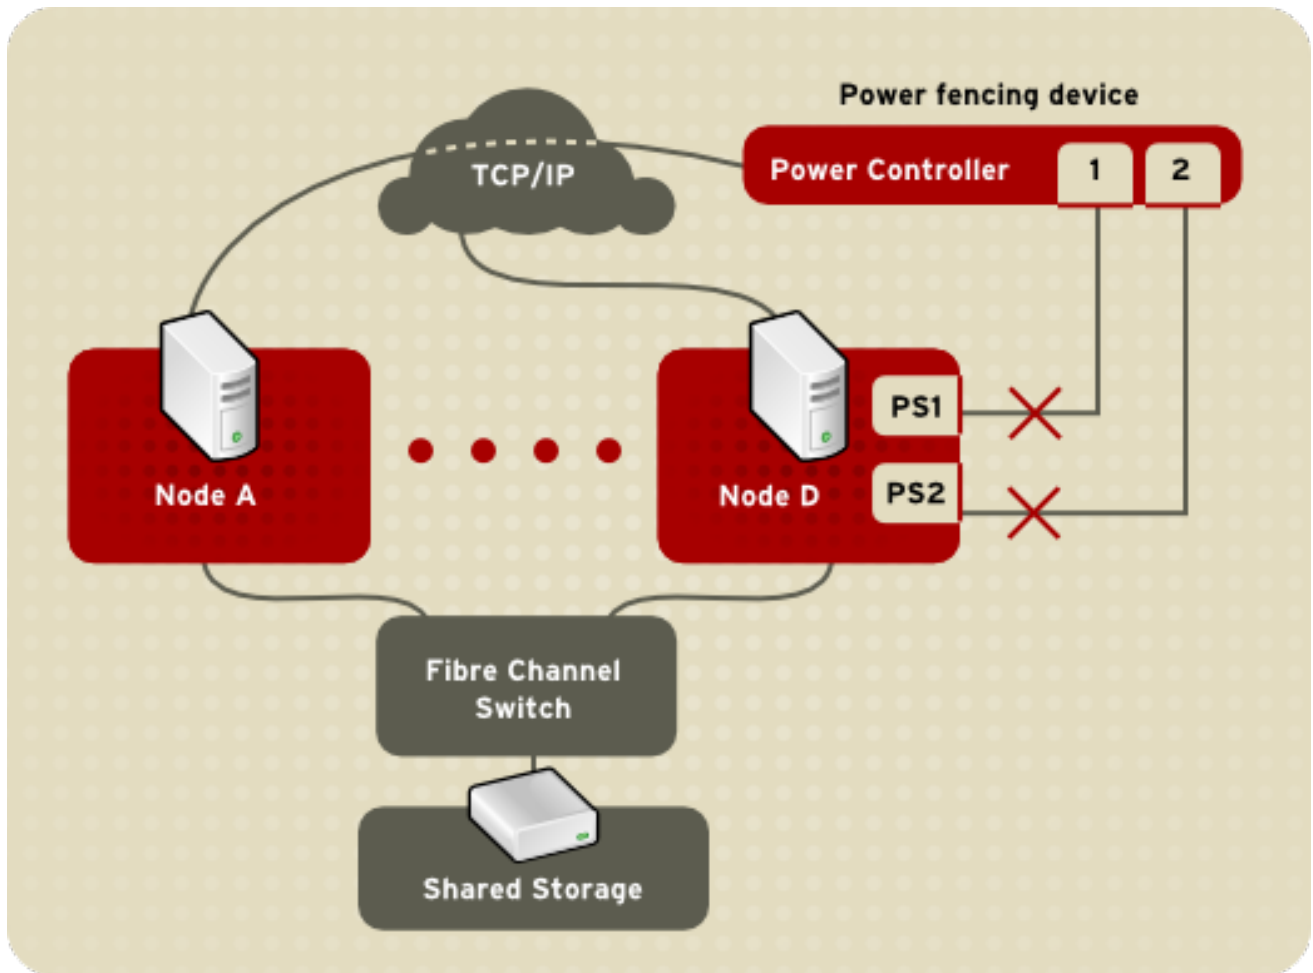 Power fencing device
Power Controller
1
2
TCP/IP
Node A
Node D
PS1
PS2
Fibre Channel
Switch
Shared Storage